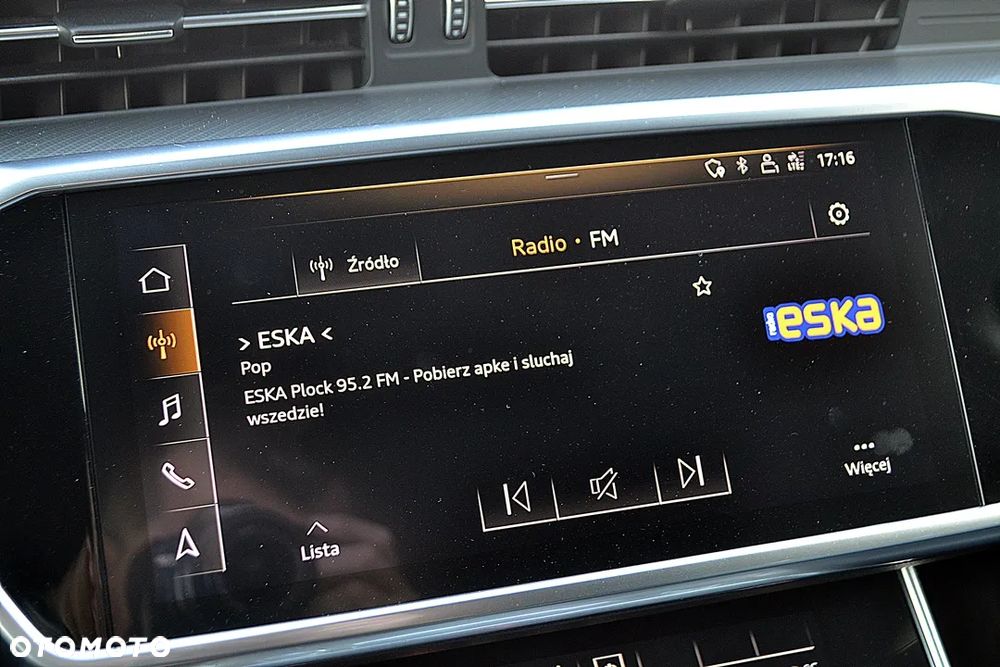 17:16
Źródło
Radio • FM
> ESKA <
Pop
ESKA Plock 95.2 FM - Pobierz apke i sluchaj
wszedzie!
radio eska
Więcej
Lista
OTOMOTO